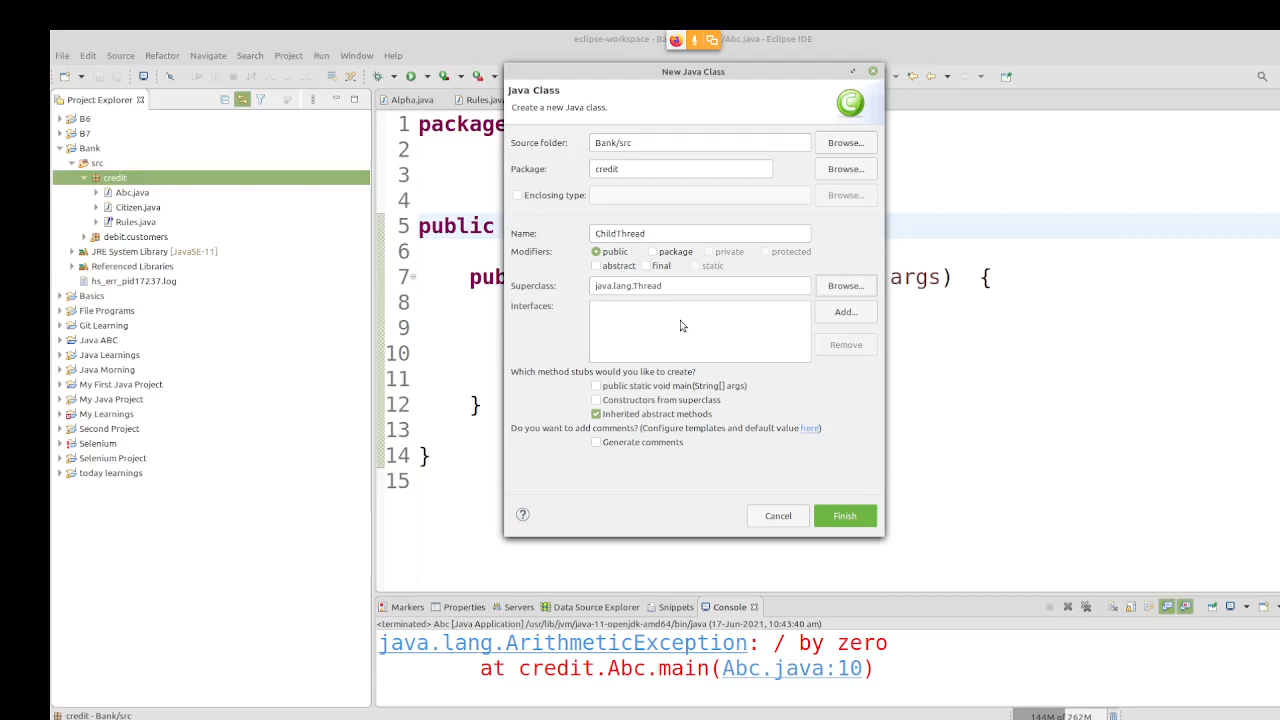 eclipse-workspace - Ba /Abc.java - Eclipse IDE
File Edit Source Refactor Navigate Search Project Run Window Help
Project Explorer
B6
B7
Bank
src
credit
Abc.java
Citizen.java
Rules.java
debit.customers
JRE System Library [JavaSE-11]
Referenced Libraries
hs_err_pid17237.log
Basics
File Programs
Git Learning
Java ABC
Java Learnings
Java Morning
My First Java Project
My Java Project
My Learnings
Second Project
Selenium
Selenium Project
today learnings
Alpha.java Rules.java
1 package
2
3
4
5 public
6
7 pub args) {
8
9
10
11
12 }
13
14 }
15
New Java Class
Java Class
Create a new Java class.
C
Source folder: Bank/src Browse...
Package: credit Browse...
Enclosing type: Browse...
Name: ChildThread
Modifiers: public package private protected
abstract final static
Superclass: java.lang.Thread Browse...
Interfaces: Add...
Remove
Which method stubs would you like to create?
public static void main(String[] args)
Constructors from superclass
Inherited abstract methods
Do you want to add comments? (Configure templates and default value here)
Generate comments
? Cancel Finish
Markers Properties Servers Data Source Explorer Snippets Console
<terminated> Abc [Java Application] /usr/lib/jvm/java-11-openjdk-amd64/bin/java (17-Jun-2021, 10:43:40 am)
java.lang.ArithmeticException: / by zero
at credit.Abc.main(Abc.java:10)
credit - Bank/src 144M of 262M